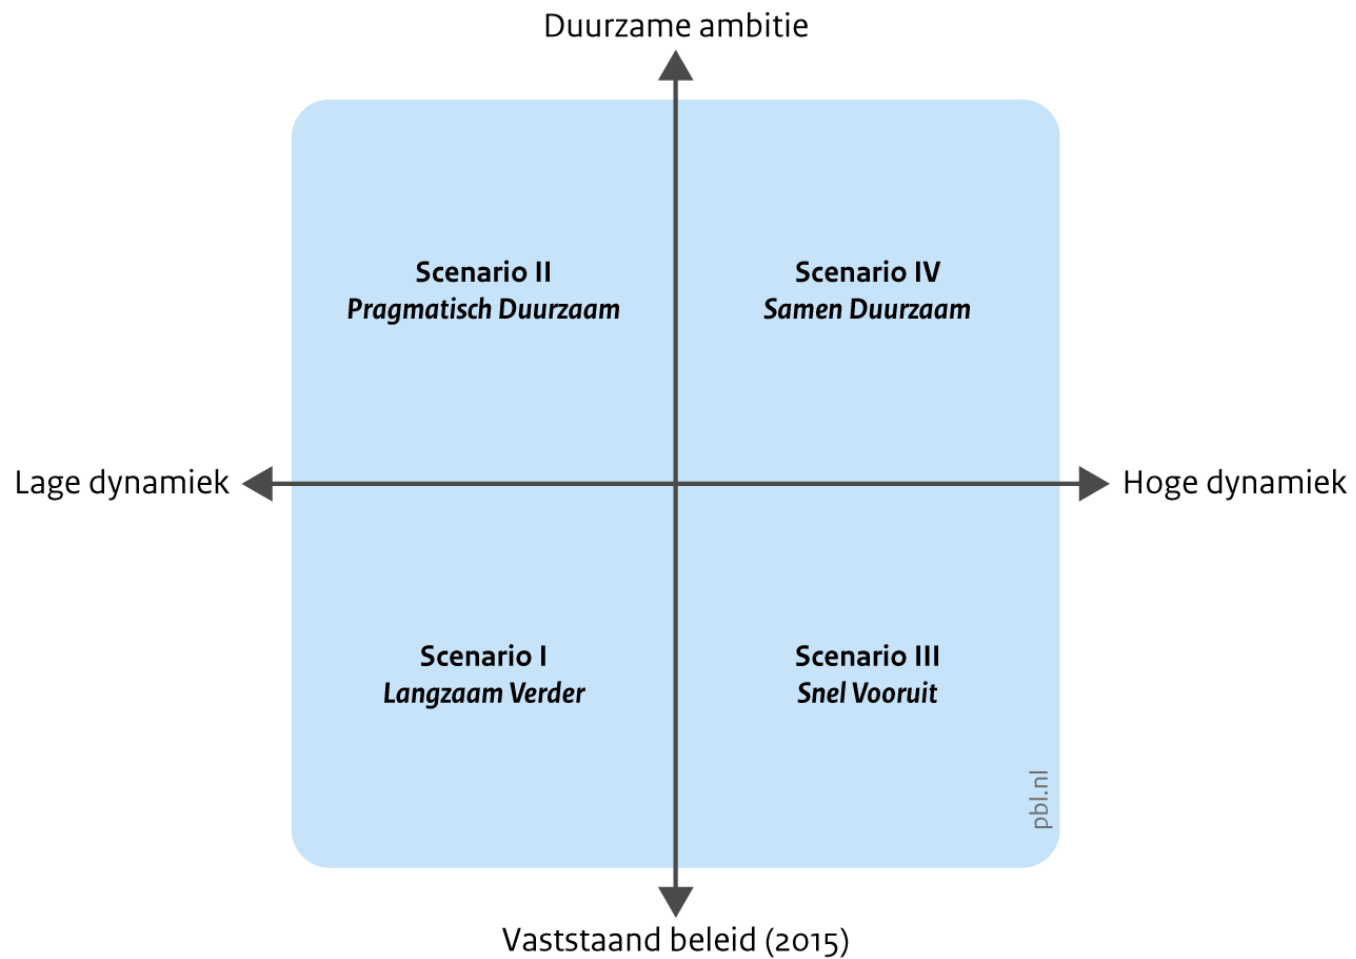 Duurzame ambitie
Scenario II
Pragmatisch Duurzaam
Scenario IV
Samen Duurzaam
Lage dynamiek
Hoge dynamiek
Scenario I
Langzaam Verder
Scenario III
Snel Vooruit
pbl.nl
Vaststaand beleid (2015)